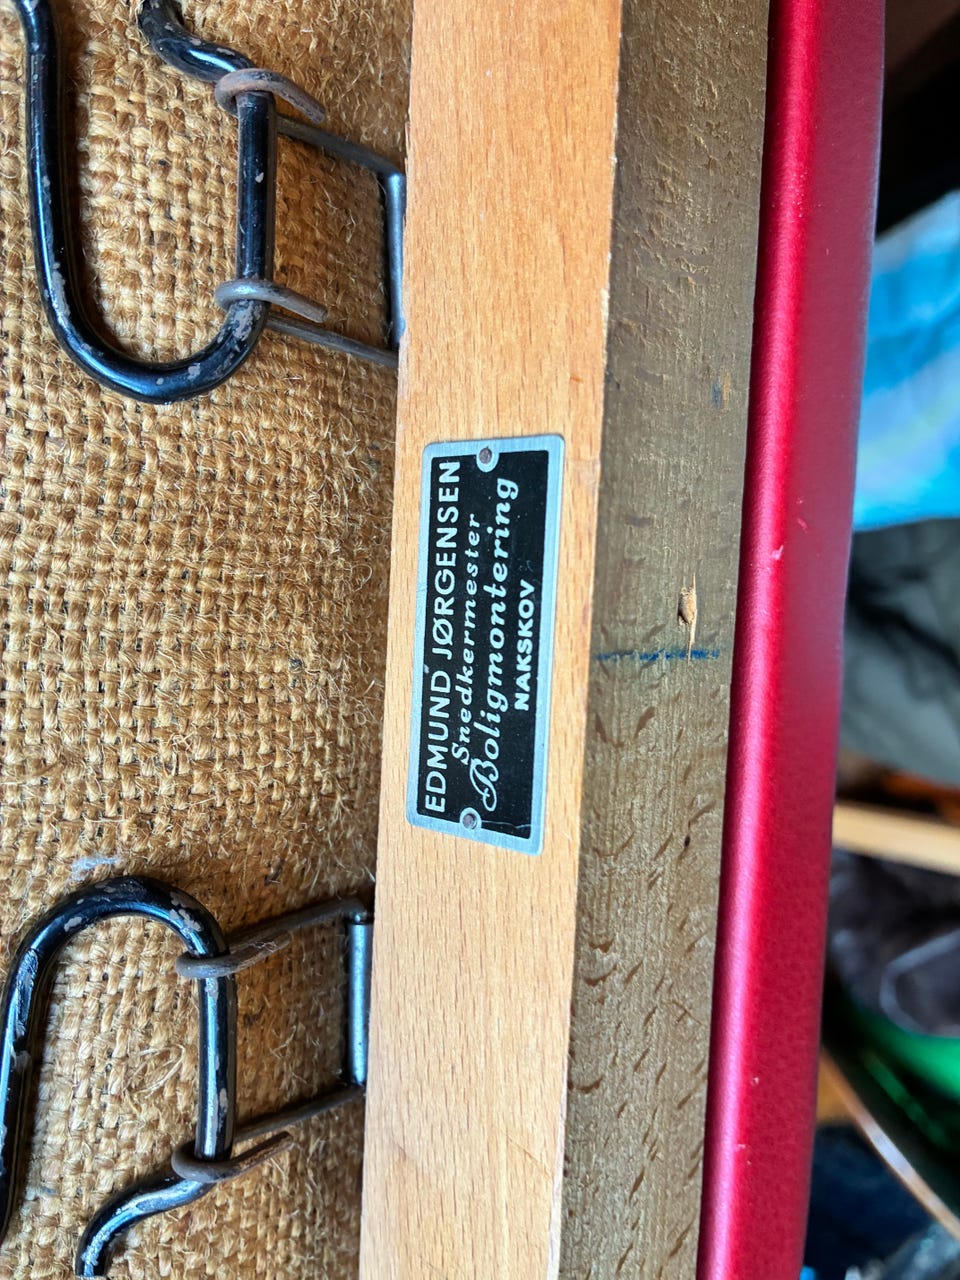 EDMUND JØRGENSEN
Snedkermester
Boligmontering
NAKSKOV